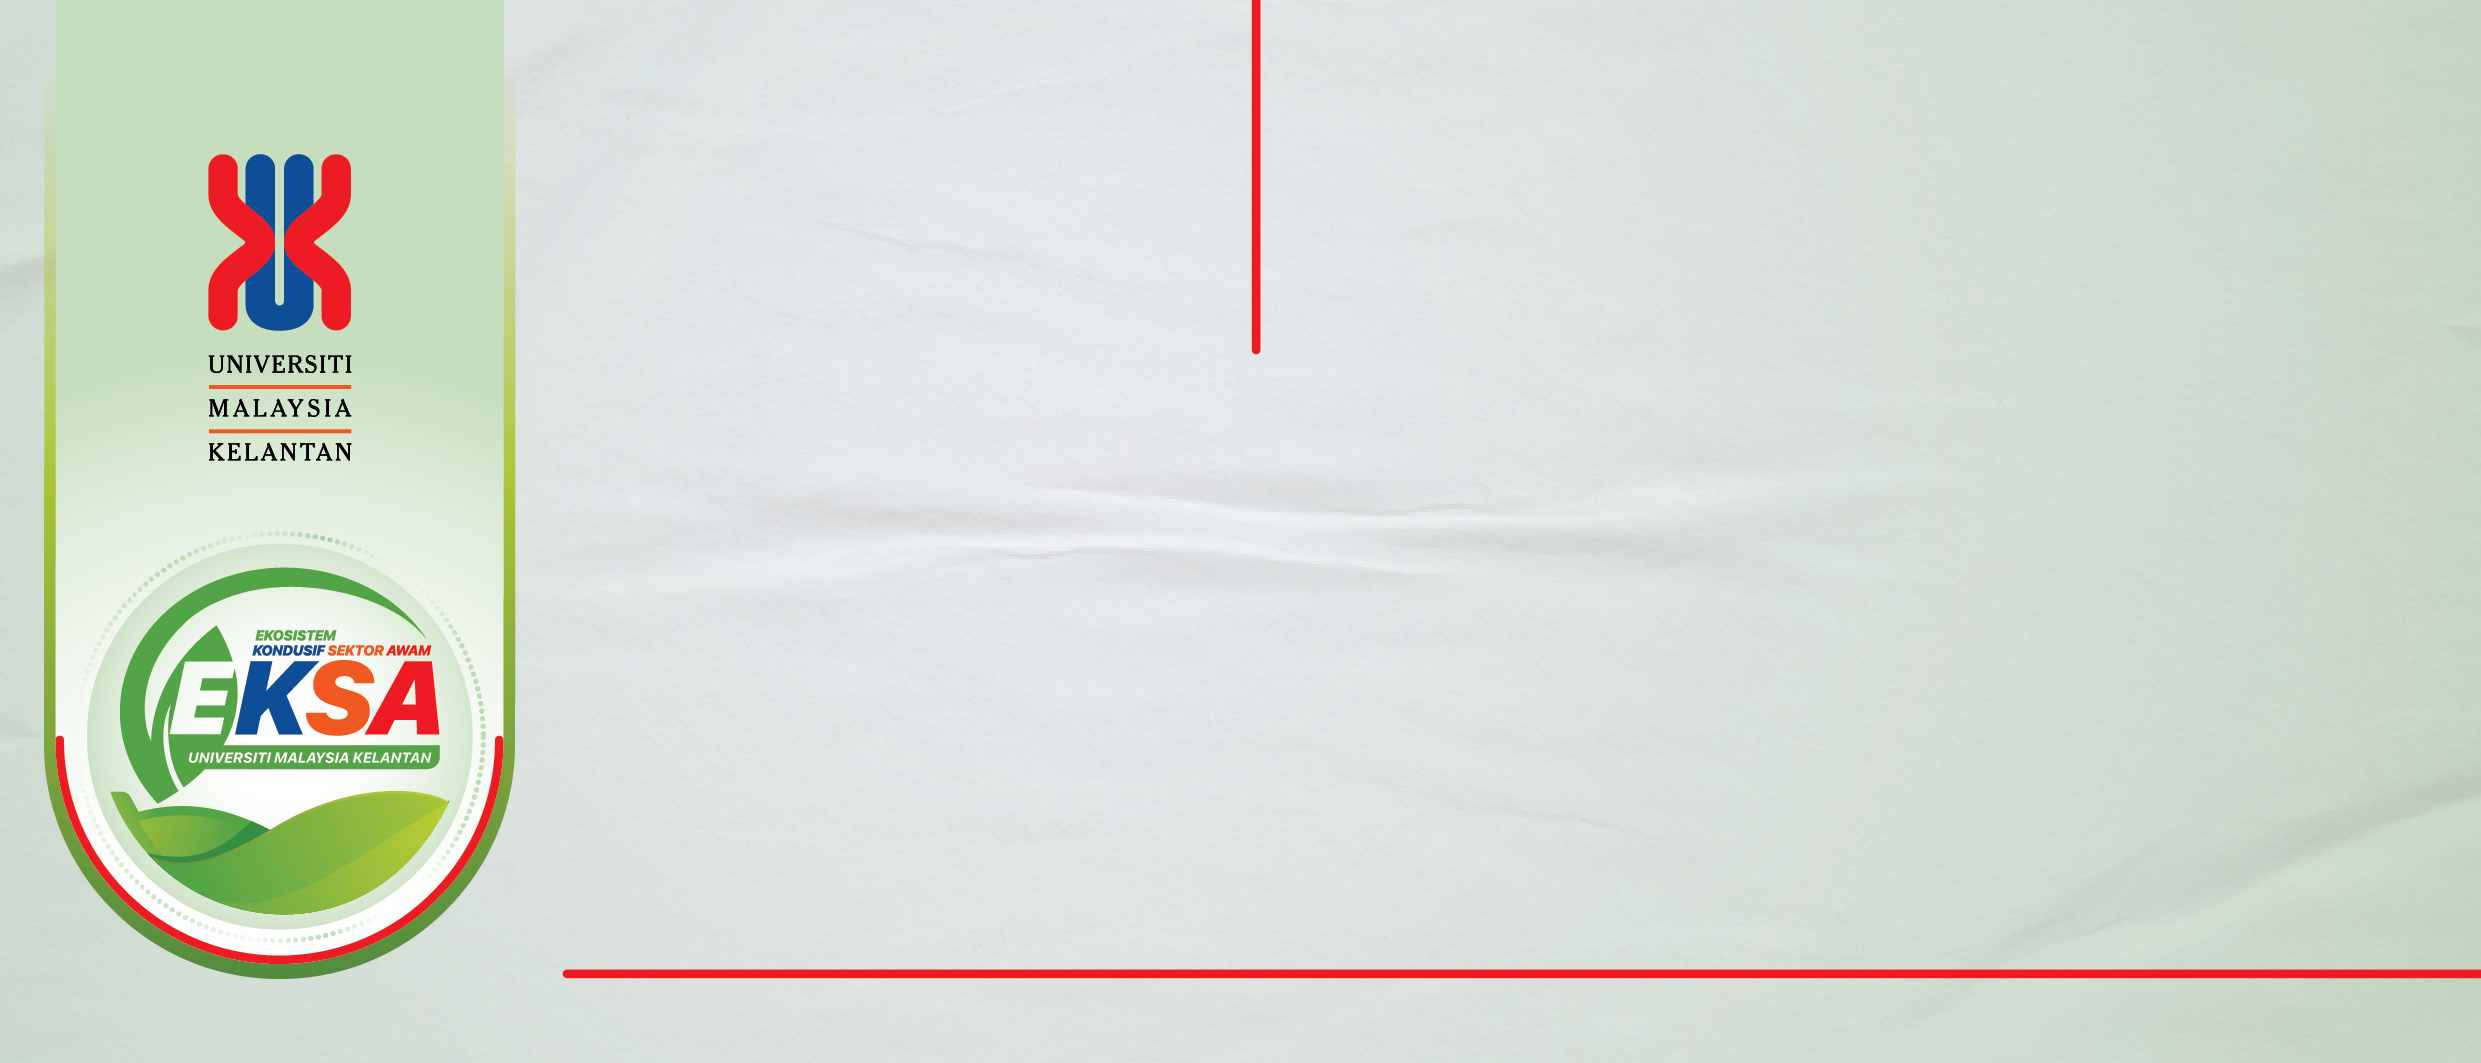 UNIVERSITI
MALAYSIA
KELANTAN
EKOSISTEM
KONDUSIF SEKTOR AWAM
EKSA
UNIVERSITI MALAYSIA KELANTAN